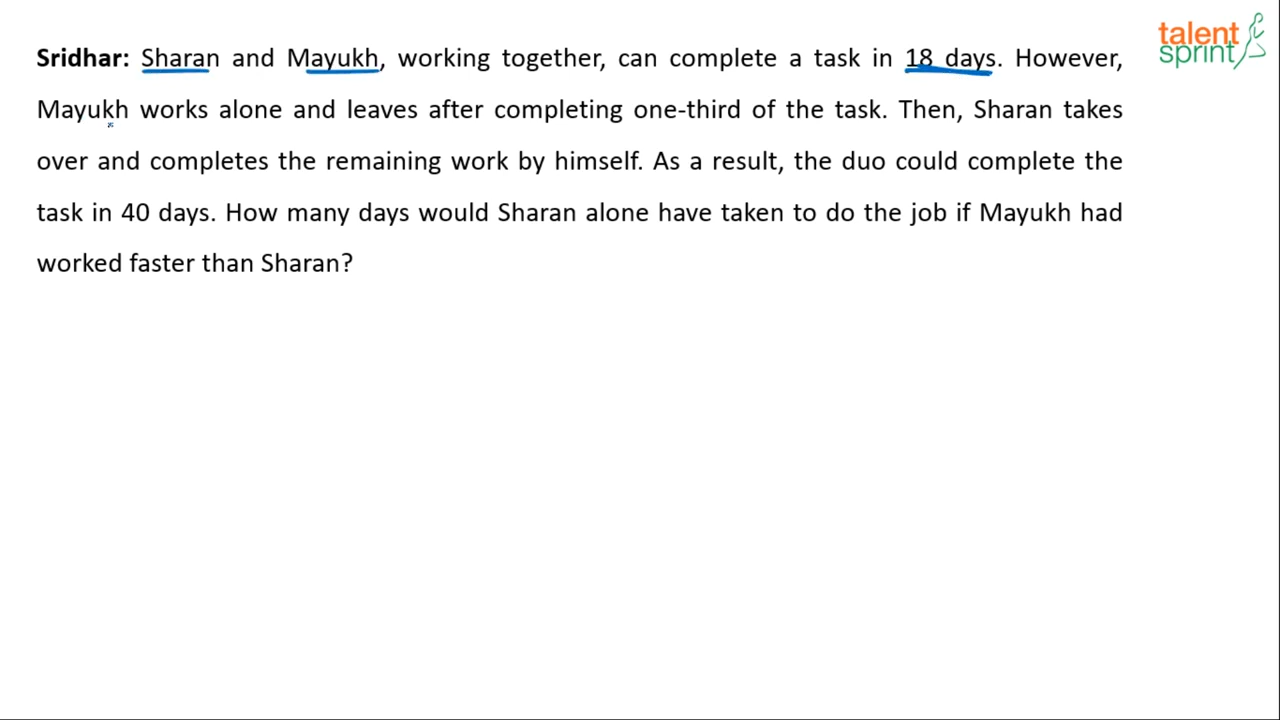 talent
sprint
Sridhar: Sharan and Mayukh, working together, can complete a task in 18 days. However,
Mayukh works alone and leaves after completing one-third of the task. Then, Sharan takes
over and completes the remaining work by himself. As a result, the duo could complete the
task in 40 days. How many days would Sharan alone have taken to do the job if Mayukh had
worked faster than Sharan?